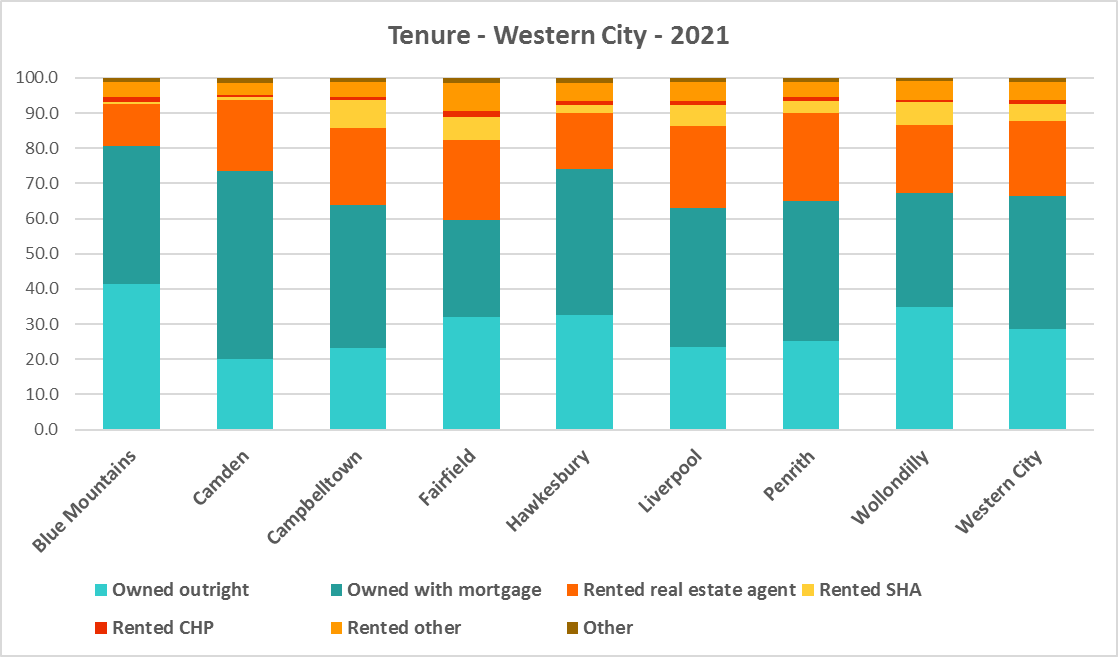 Tenure - Western City - 2021
100.0
90.0
80.0
70.0
60.0
50.0
40.0
30.0
20.0
10.0
0.0
Blue Mountains
Camden
Campbelltown
Fairfield
Hawkesbury
Liverpool
Penrith
Wollondilly
Western City
Owned outright
Owned with mortgage
Rented real estate agent
Rented SHA
Rented CHP
Rented other
Other